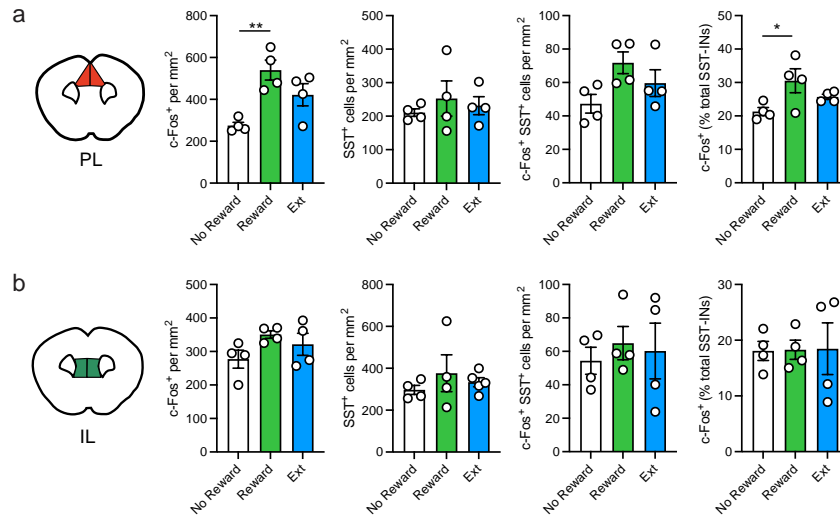 a
PL
c-Fos+ per mm2
800
600
400
200
0
**
No Reward
Reward
Ext
SST+ cells per mm2
500
400
300
200
100
0
No Reward
Reward
Ext
c-Fos+ SST+ cells per mm2
100
80
60
40
20
0
No Reward
Reward
Ext
c-Fos+ (% total SST-INs)
50
40
30
20
10
0
*
No Reward
Reward
Ext
b
IL
c-Fos+ per mm2
500
400
300
200
100
0
No Reward
Reward
Ext
SST+ cells per mm2
800
600
400
200
0
No Reward
Reward
Ext
c-Fos+ SST+ cells per mm2
100
80
60
40
20
0
No Reward
Reward
Ext
c-Fos+ (% total SST-INs)
30
20
10
0
No Reward
Reward
Ext